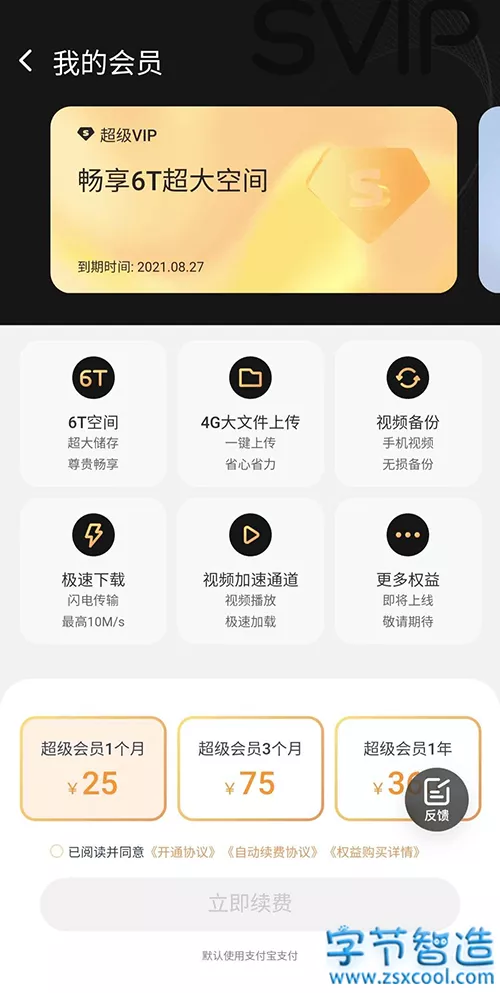 SVIP
我的会员
超级VIP
畅享6T超大空间
S
到期时间: 2021.08.27
6T
6T空间
超大储存
尊贵畅享
4G大文件上传
一键上传
省心省力
视频备份
手机视频
无损备份
极速下载
闪电传输
最高10M/s
视频加速通道
视频播放
极速加载
更多权益
即将上线
敬请期待
超级会员1个月
¥25
超级会员3个月
¥75
超级会员1年
¥
反馈
已阅读并同意《开通协议》《自动续费协议》《权益购买详情》
立即续费
默认使用支付宝支付
字节智造
www.zsxcool.com